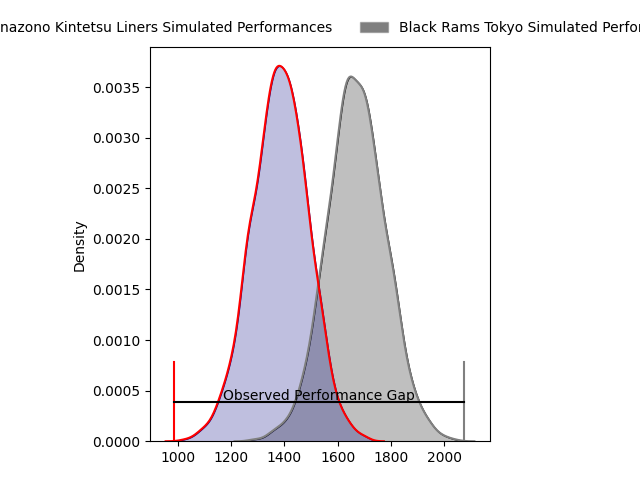 nazono Kintetsu Liners Simulated Performances
Black Rams Tokyo Simulated Perfor
Density
0.0035
0.0030
0.0025
0.0020
0.0015
0.0010
0.0005
0.0000
Observed Performance Gap
1000 1200 1400 1600 1800 2000